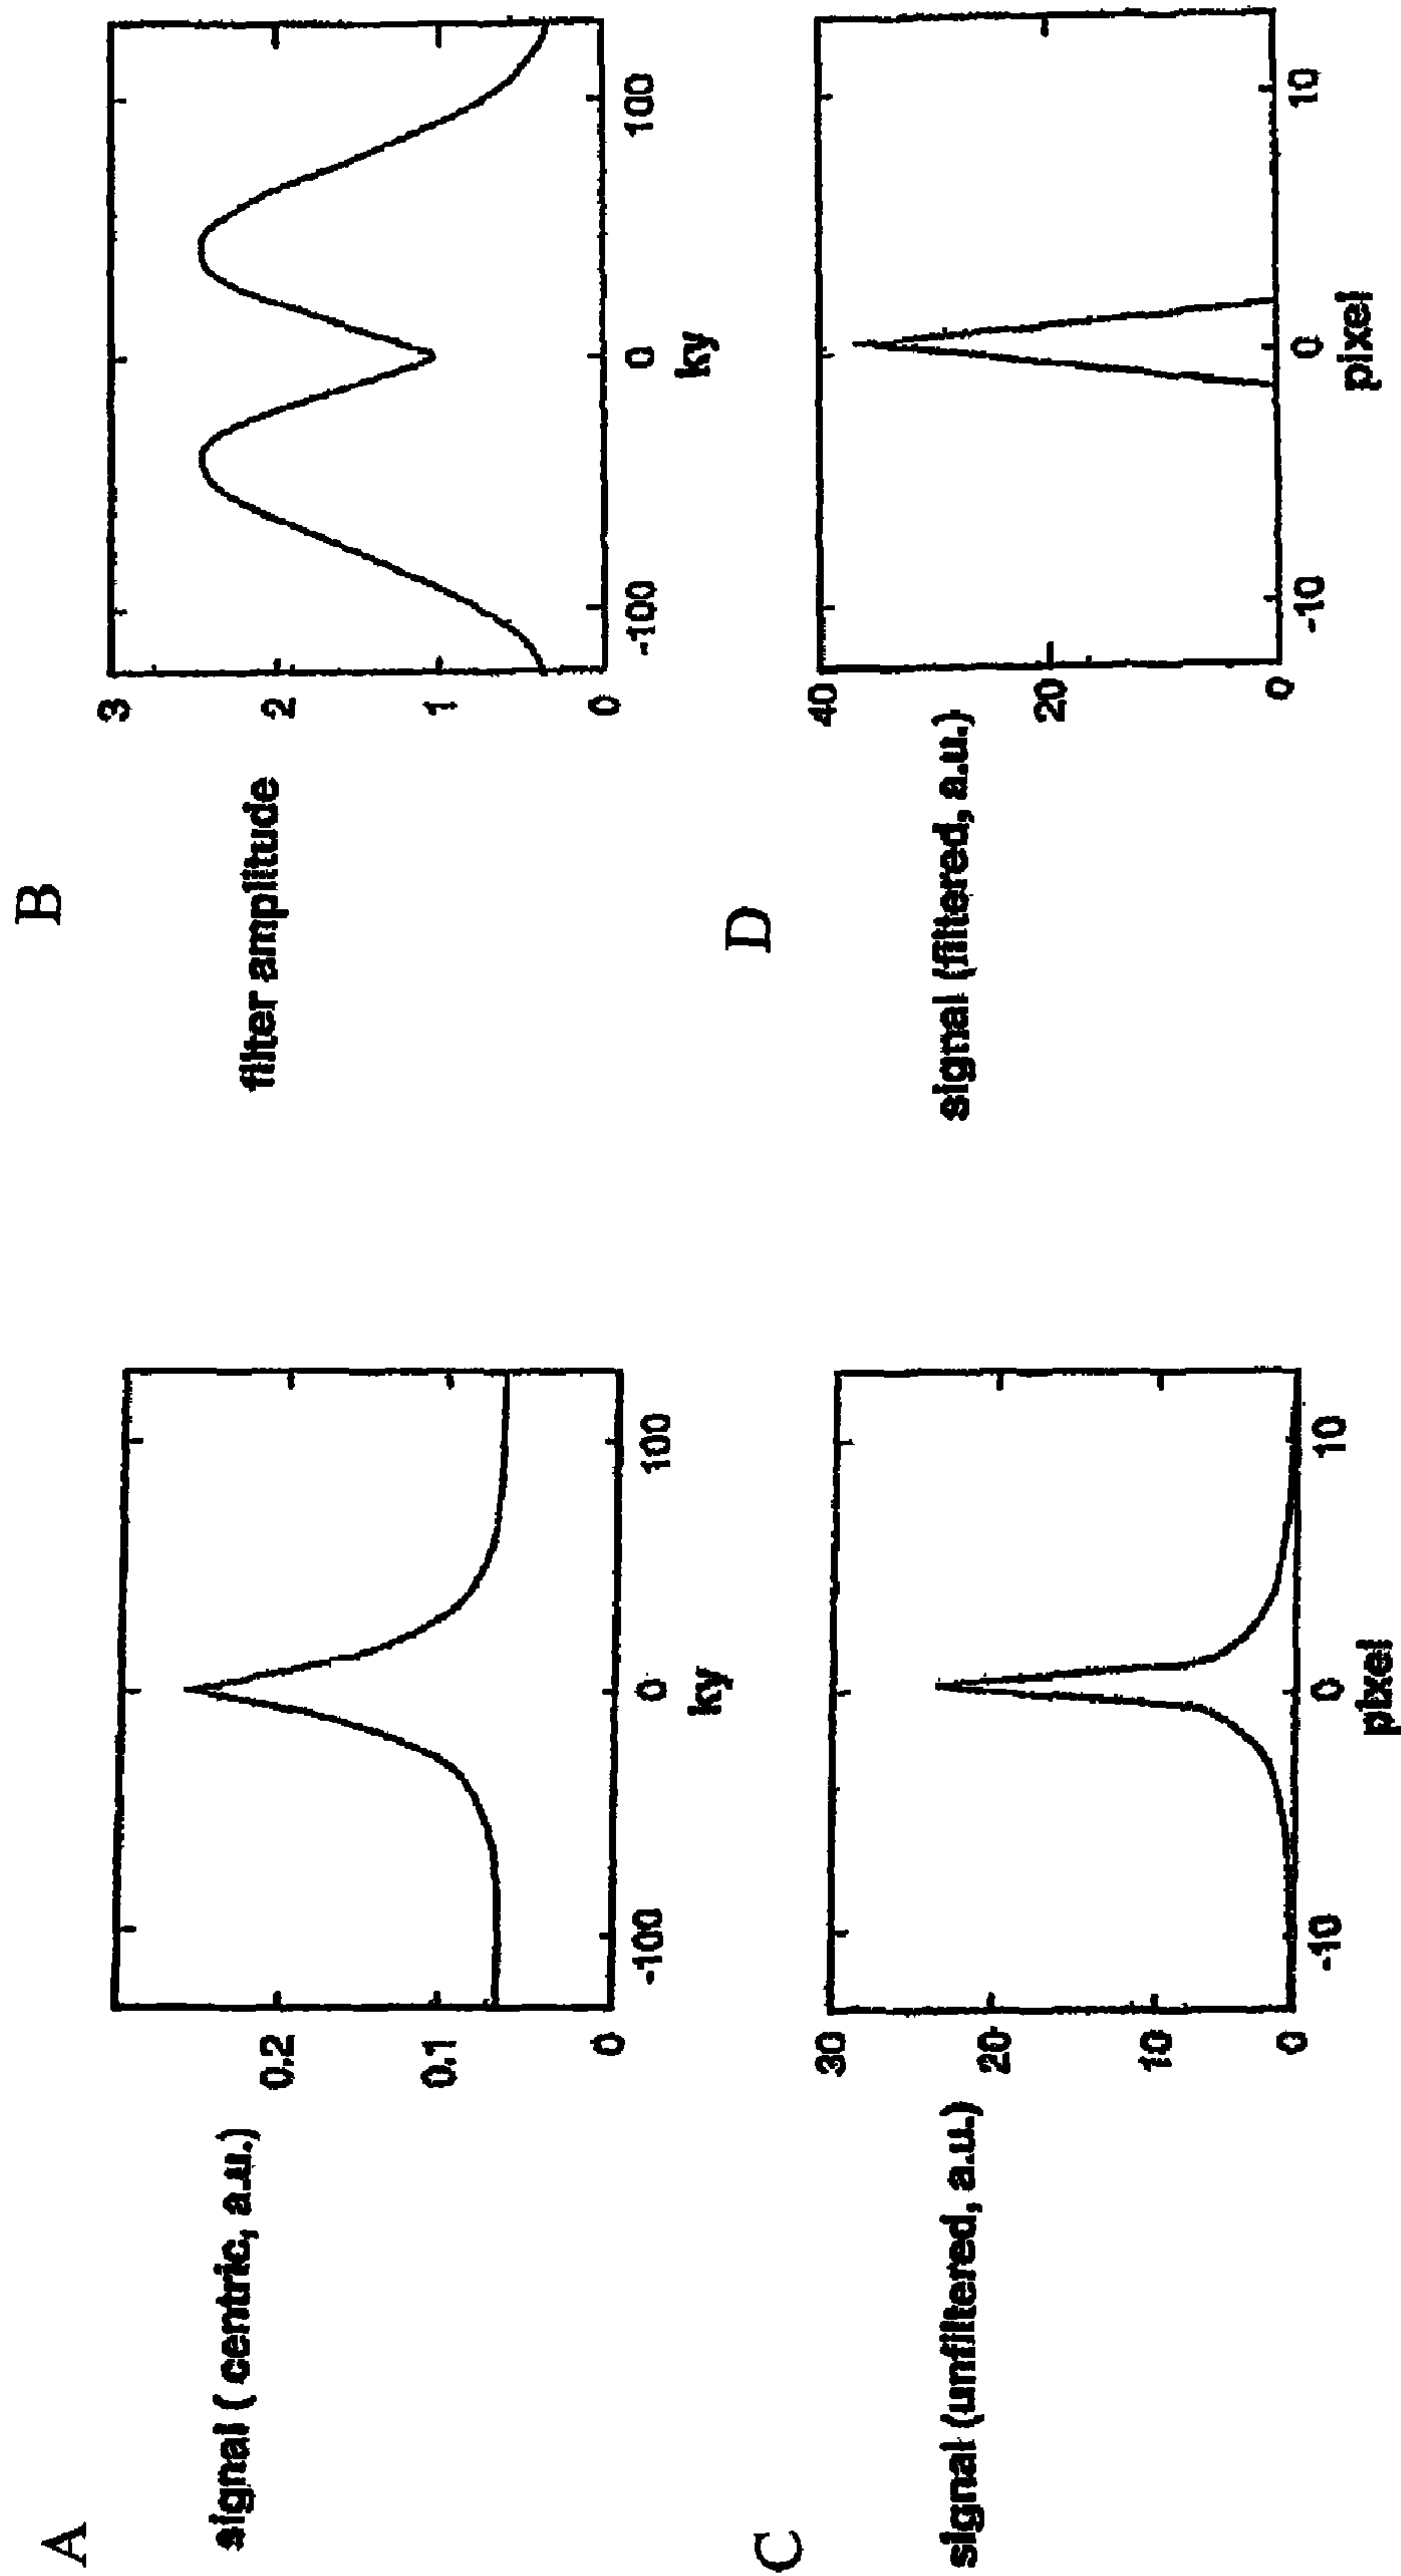 A
signal ( centric, a.u.)
0.2
0.1
0
-100
0
100
ky
B
filter amplitude
3
2
1
0
-100
0
100
ky
C
signal (unfiltered, a.u.)
30
20
10
0
-10
0
10
pixel
D
signal (filtered, a.u.)
40
20
0
-10
0
10
pixel